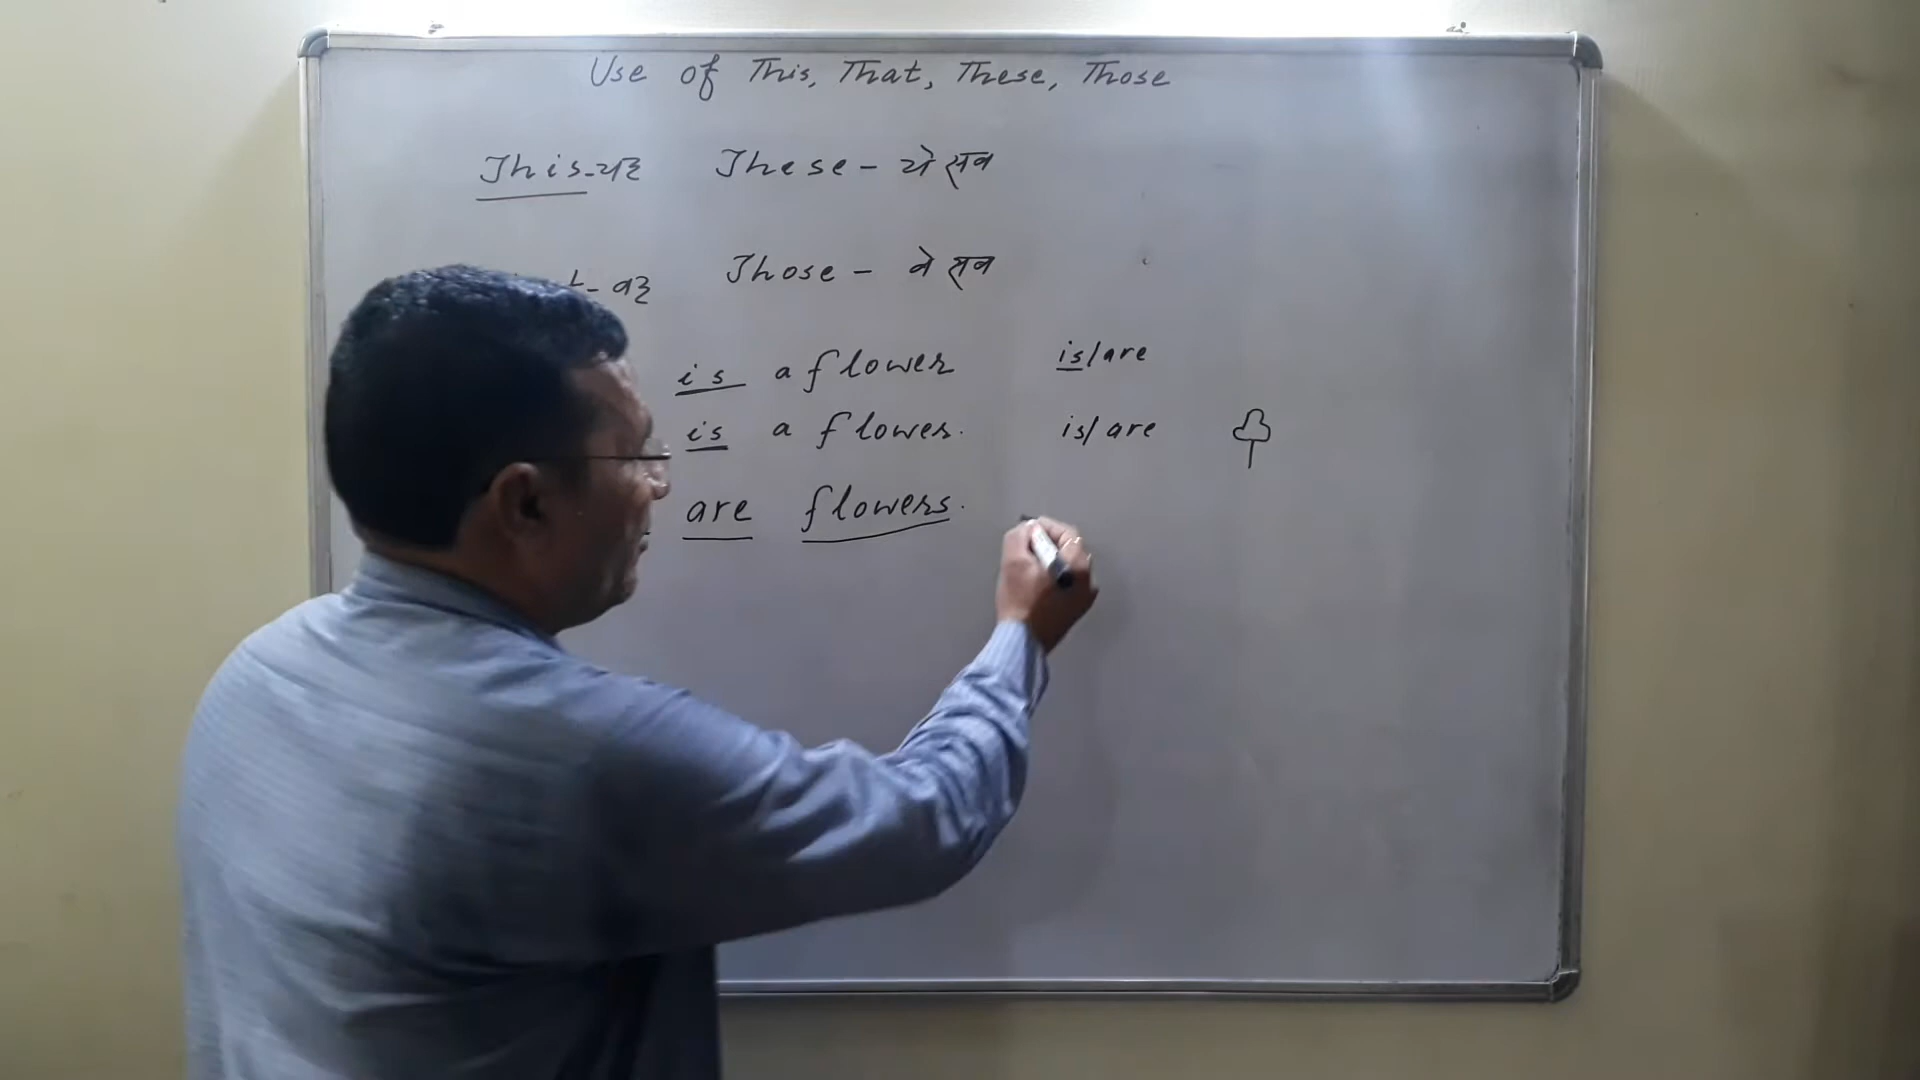 Use of This, That, These, Those
This-यह These - ये सब
वह Those - वे सब
is a flower is/are
is a flower. is/are
are flowers.